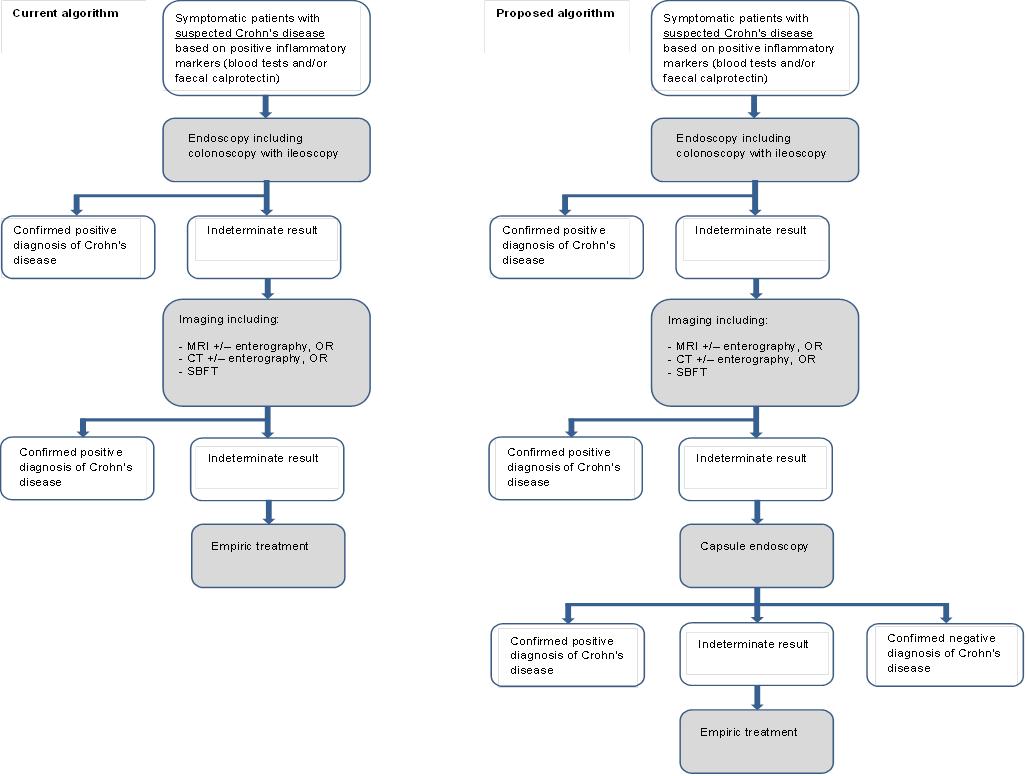 Current algorithm
Symptomatic patients with
suspected Crohn's disease
based on positive inflammatory
markers (blood tests and/or
faecal calprotectin)
Endoscopy including
colonoscopy with ileoscopy
Confirmed positive
diagnosis of Crohn's
disease
Indeterminate result
Imaging including:
- MRI +/– enterography, OR
- CT +/– enterography, OR
- SBFT
Confirmed positive
diagnosis of Crohn's
disease
Indeterminate result
Empiric treatment
Proposed algorithm
Symptomatic patients with
suspected Crohn's disease
based on positive inflammatory
markers (blood tests and/or
faecal calprotectin)
Endoscopy including
colonoscopy with ileoscopy
Confirmed positive
diagnosis of Crohn's
disease
Indeterminate result
Imaging including:
- MRI +/– enterography, OR
- CT +/– enterography, OR
- SBFT
Confirmed positive
diagnosis of Crohn's
disease
Indeterminate result
Capsule endoscopy
Confirmed positive
diagnosis of Crohn's
disease
Indeterminate result
Confirmed negative
diagnosis of Crohn's
disease
Empiric treatment